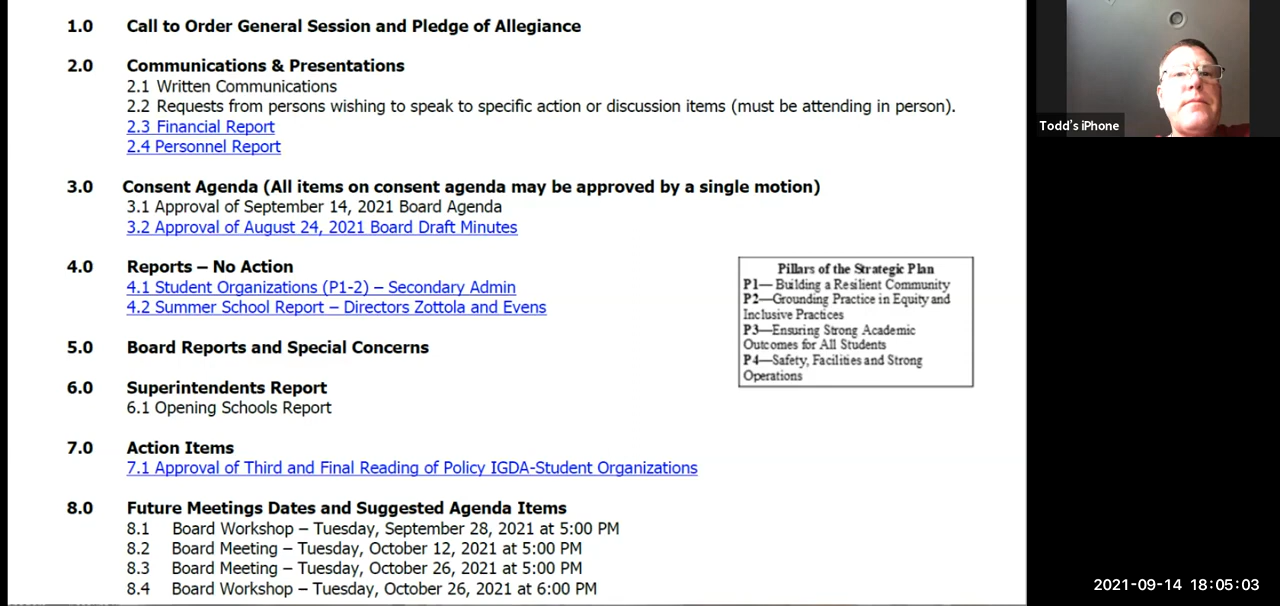 1.0 Call to Order General Session and Pledge of Allegiance
2.0 Communications & Presentations
2.1 Written Communications
2.2 Requests from persons wishing to speak to specific action or discussion items (must be attending in person).
2.3 Financial Report
2.4 Personnel Report
3.0 Consent Agenda (All items on consent agenda may be approved by a single motion)
3.1 Approval of September 14, 2021 Board Agenda
3.2 Approval of August 24, 2021 Board Draft Minutes
4.0 Reports – No Action
4.1 Student Organizations (P1-2) – Secondary Admin
4.2 Summer School Report – Directors Zottola and Evens
5.0 Board Reports and Special Concerns
6.0 Superintendents Report
6.1 Opening Schools Report
7.0 Action Items
7.1 Approval of Third and Final Reading of Policy IGDA-Student Organizations
8.0 Future Meetings Dates and Suggested Agenda Items
8.1 Board Workshop – Tuesday, September 28, 2021 at 5:00 PM
8.2 Board Meeting – Tuesday, October 12, 2021 at 5:00 PM
8.3 Board Meeting – Tuesday, October 26, 2021 at 5:00 PM
8.4 Board Workshop – Tuesday, October 26, 2021 at 6:00 PM
Pillars of the Strategic Plan
P1— Building a Resilient Community
P2—Grounding Practice in Equity and
Inclusive Practices
P3—Ensuring Strong Academic
Outcomes for All Students
P4—Safety, Facilities and Strong
Operations
Todd's iPhone
2021-09-14 18:05:03